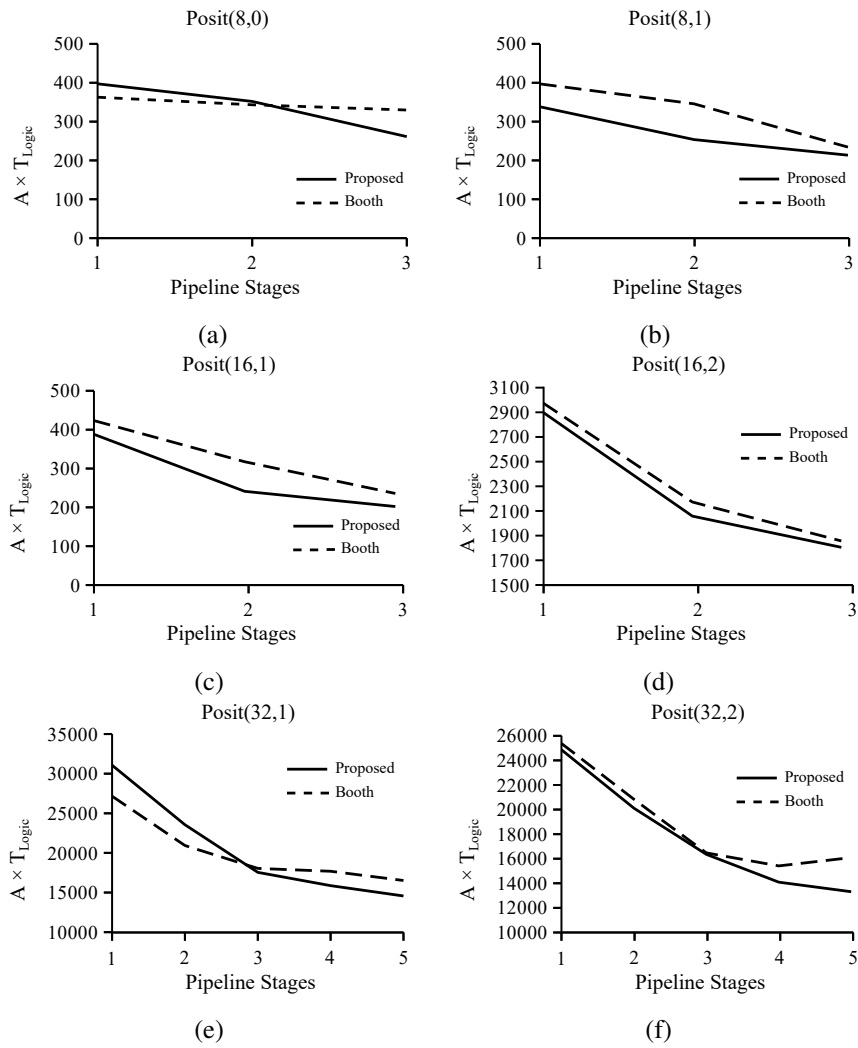 Posit(8,0)
500
400
300
200
100
0
A × T_Logic
Proposed
Booth
1 2 3
Pipeline Stages
(a)
Posit(8,1)
500
400
300
200
100
0
A × T_Logic
Proposed
Booth
1 2 3
Pipeline Stages
(b)
Posit(16,1)
500
400
300
200
100
0
A × T_Logic
Proposed
Booth
1 2 3
Pipeline Stages
(c)
Posit(16,2)
3100
2900
2700
2500
2300
2100
1900
1700
1500
A × T_Logic
Proposed
Booth
1 2 3
Pipeline Stages
(d)
Posit(32,1)
35000
30000
25000
20000
15000
10000
A × T_Logic
Proposed
Booth
1 2 3 4 5
Pipeline Stages
(e)
Posit(32,2)
26000
24000
22000
20000
18000
16000
14000
12000
10000
A × T_Logic
Proposed
Booth
1 2 3 4 5
Pipeline Stages
(f)